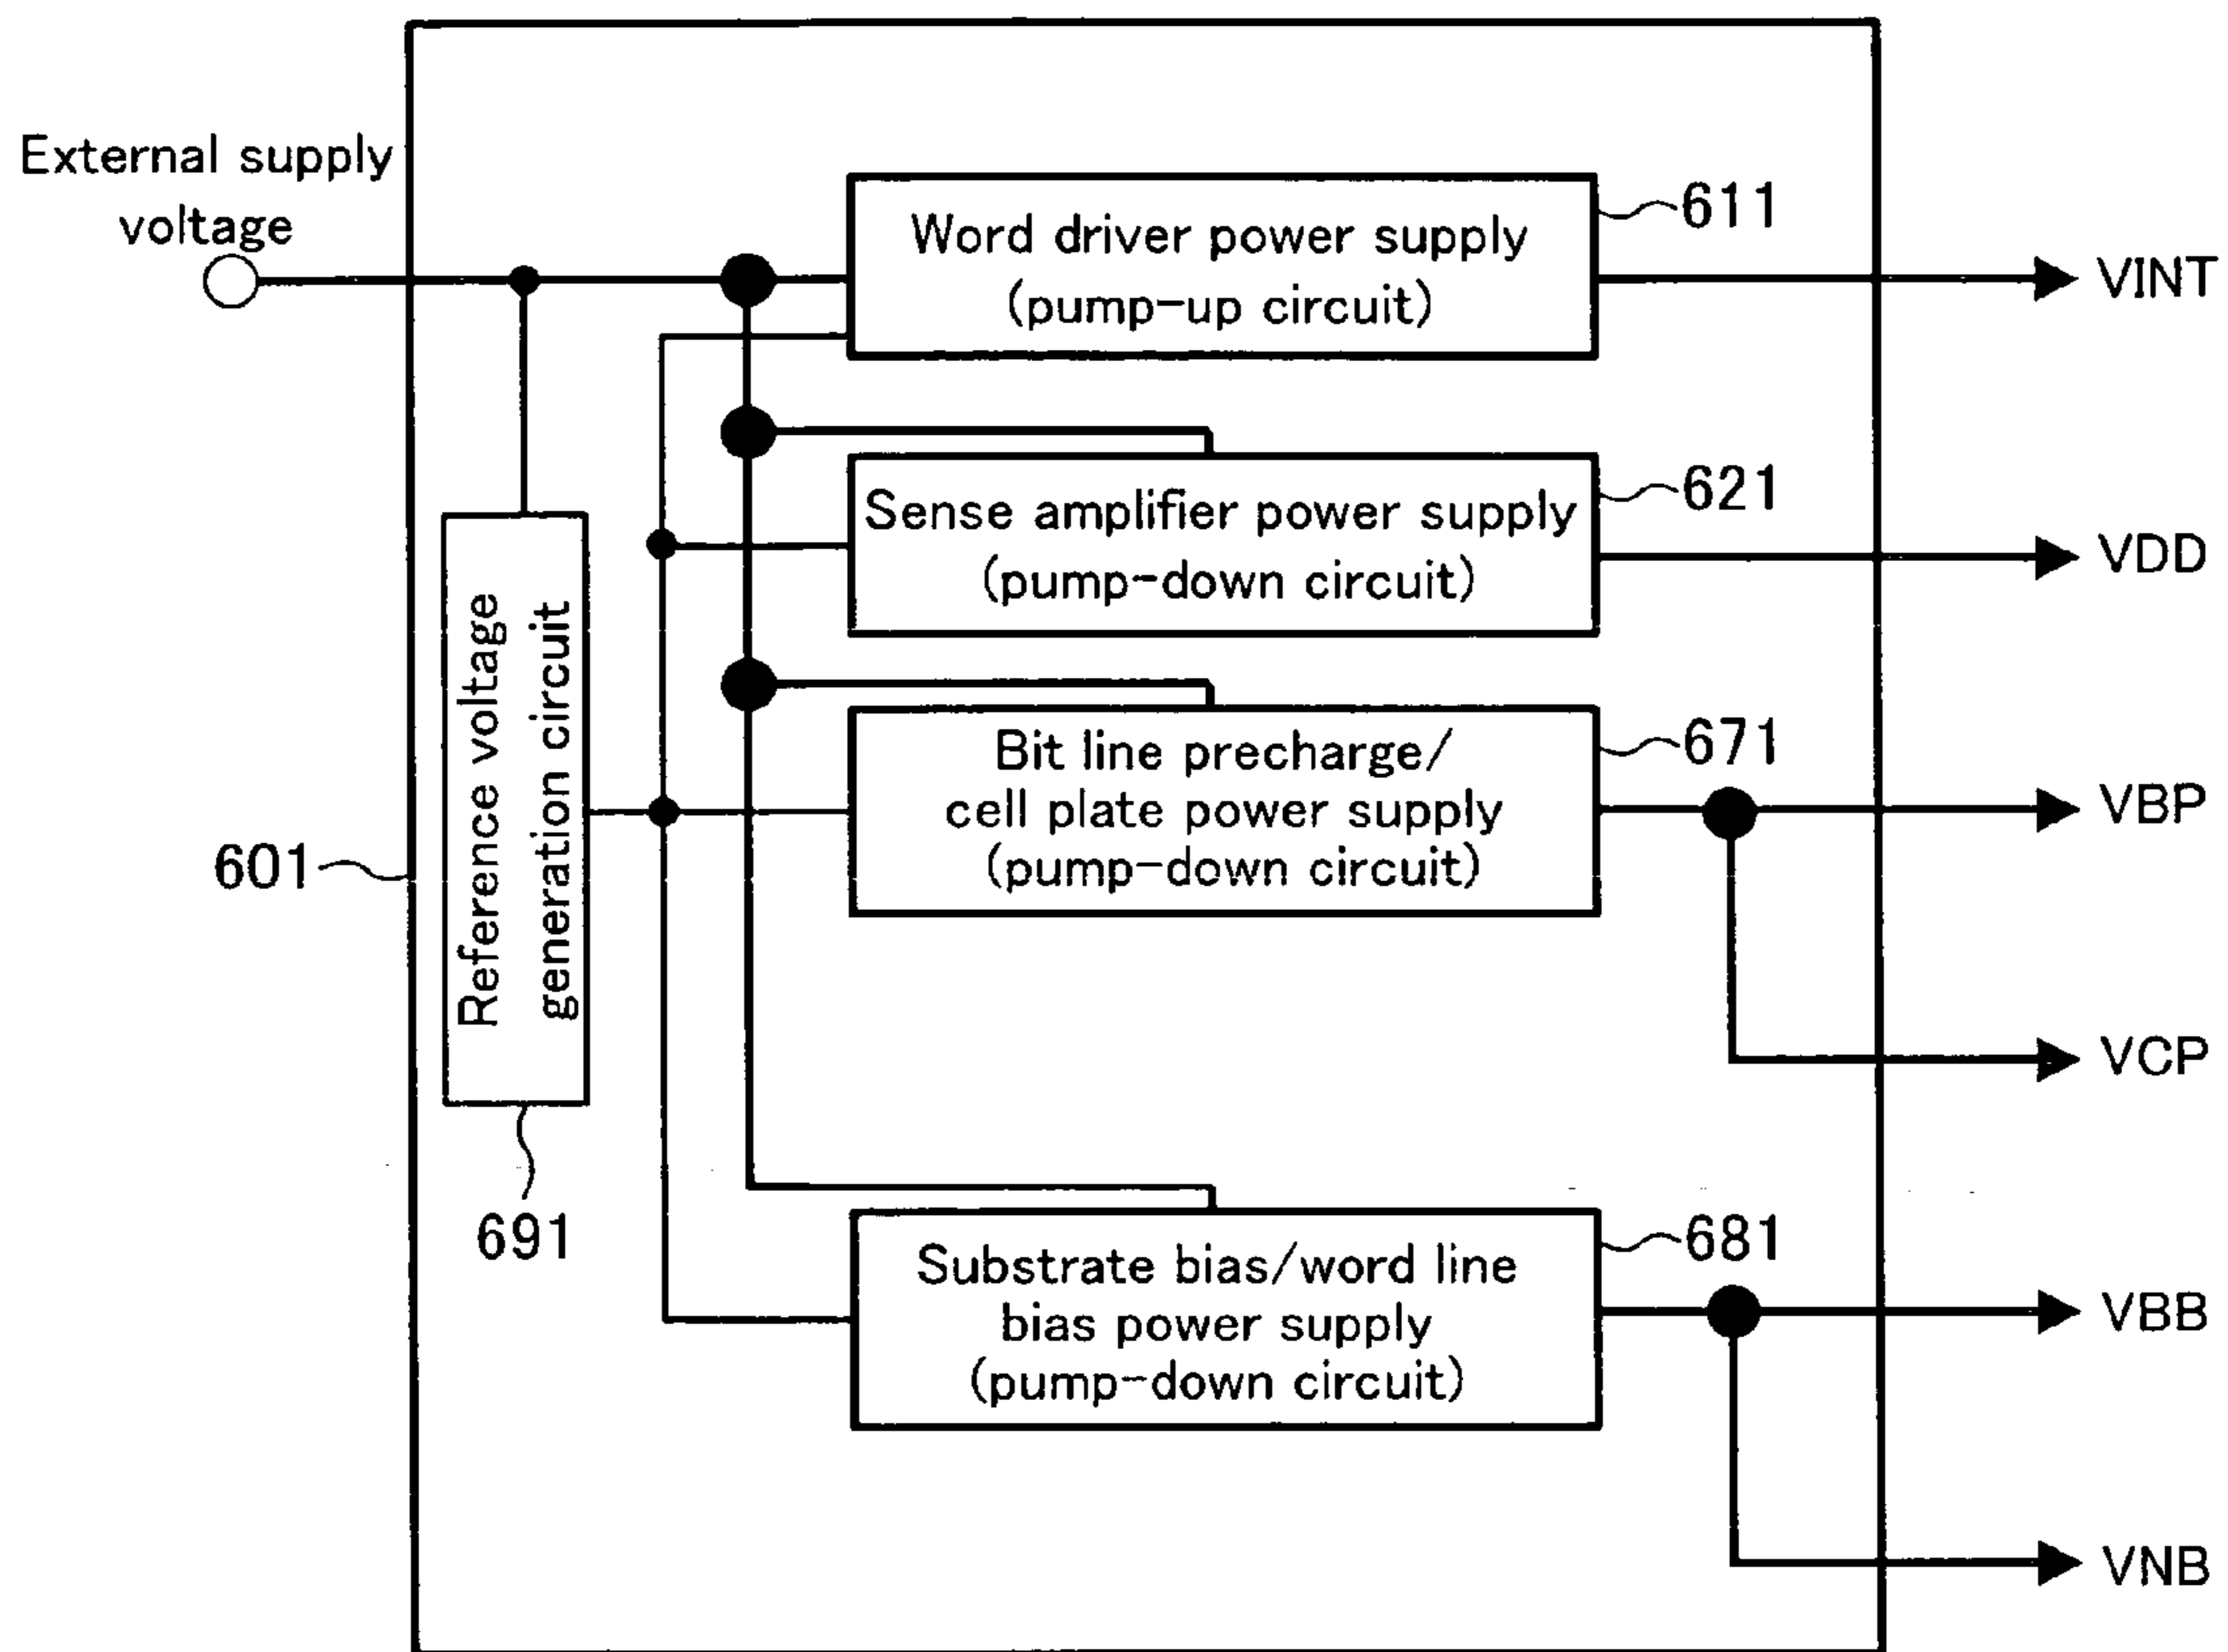 External supply
voltage
Word driver power supply
(pump-up circuit)
611
VINT
Sense amplifier power supply
(pump-down circuit)
621
VDD
Reference voltage
generation circuit
Bit line precharge/
cell plate power supply
(pump-down circuit)
671
VBP
601
VCP
691
Substrate bias/word line
bias power supply
(pump-down circuit)
681
VBB
VNB